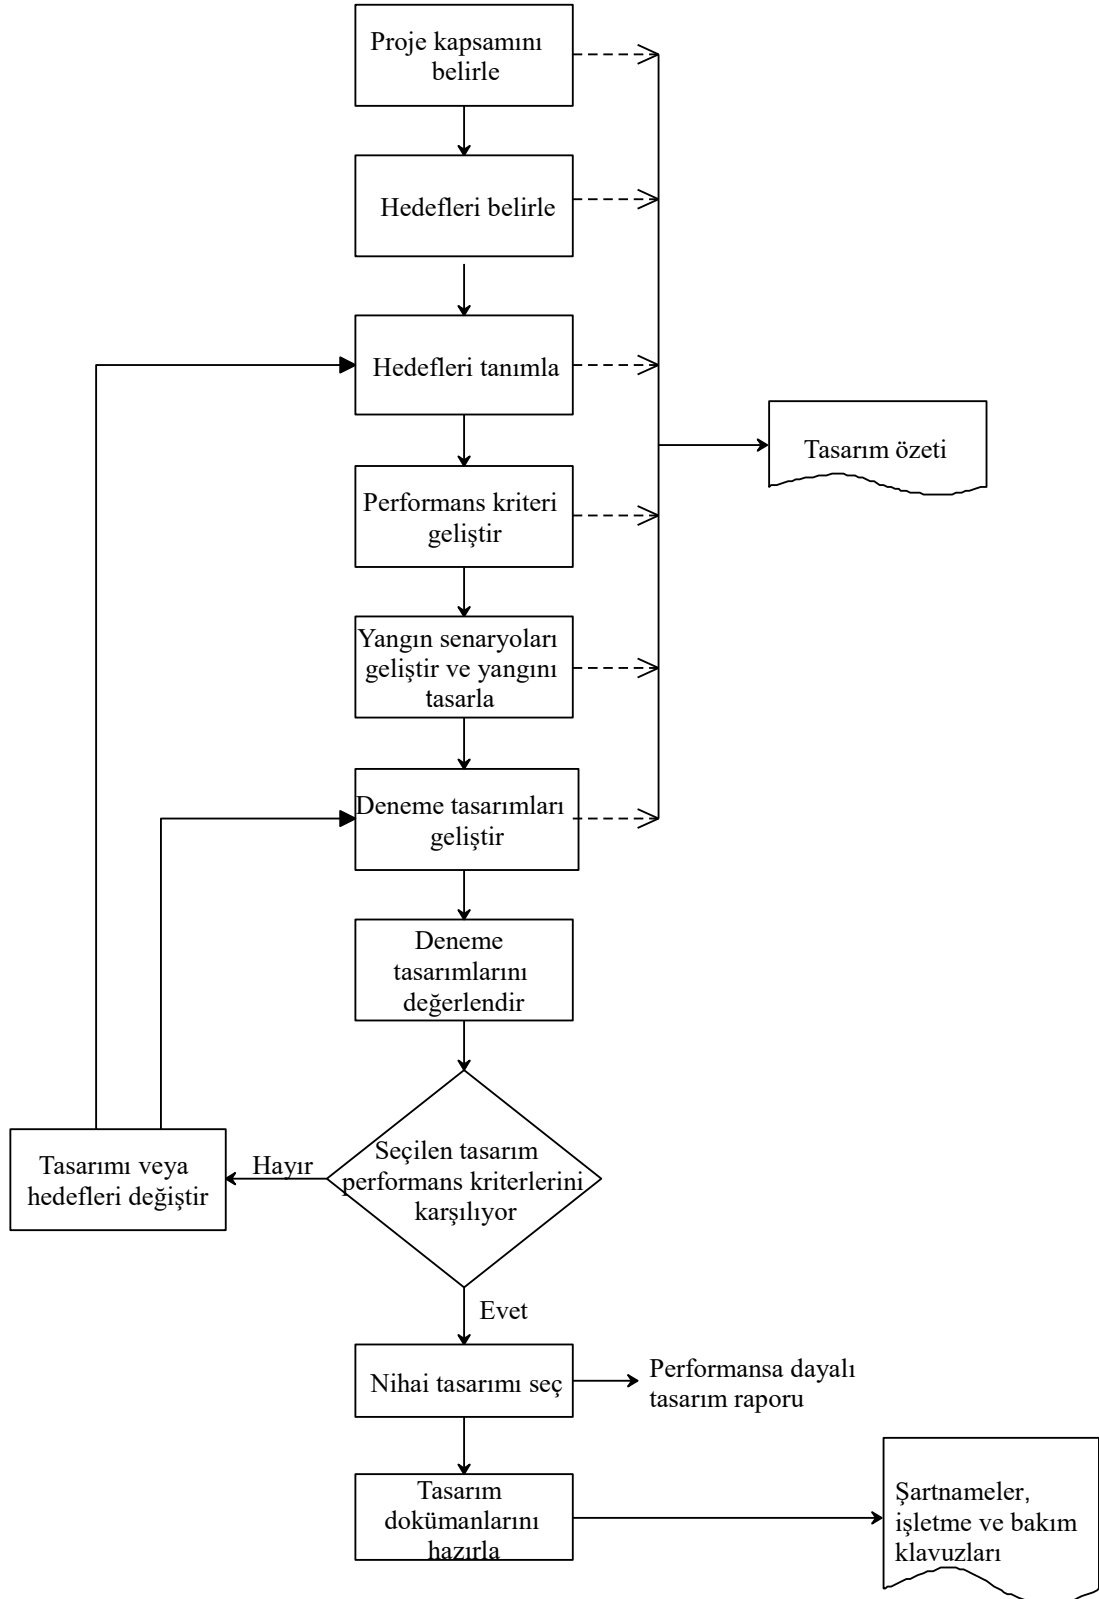 Proje kapsamını
belirle
Hedefleri belirle
Hedefleri tanımla
Tasarım özeti
Performans kriteri
geliştir
Yangın senaryoları
geliştir ve yangını
tasarla
Deneme tasarımları
geliştir
Deneme
tasarımlarını
değerlendir
Seçilen tasarım
performans kriterlerini
karşılıyor
Hayır
Tasarımı veya
hedefleri değiştir
Evet
Nihai tasarımı seç
Performansa dayalı
tasarım raporu
Tasarım
dokümanlarını
hazırla
Şartnameler,
işletme ve bakım
klavuzları